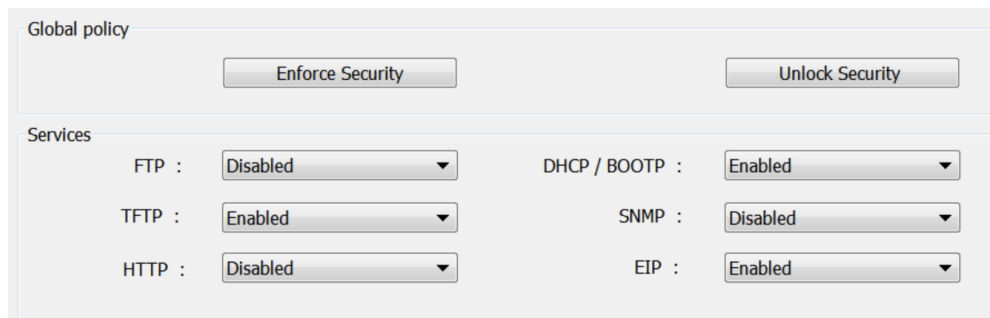 Global policy
Enforce Security Unlock Security
Services
FTP : Disabled DHCP / BOOTP : Enabled
TFTP : Enabled SNMP : Disabled
HTTP : Disabled EIP : Enabled